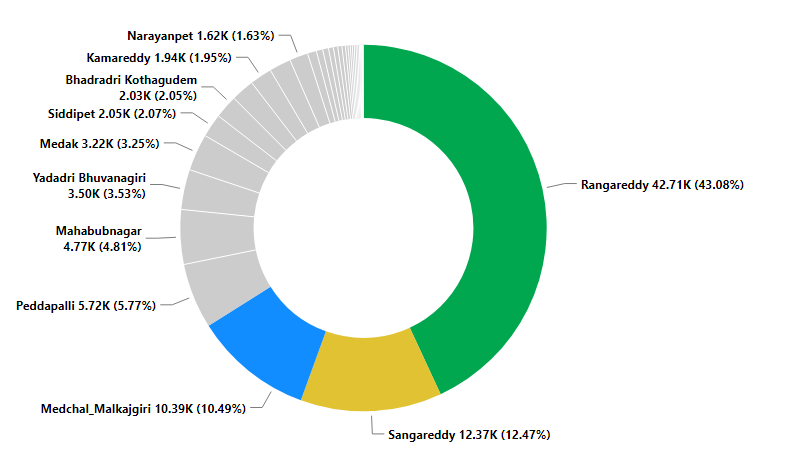 Narayanpet 1.62K (1.63%)
Kamareddy 1.94K (1.95%)
Bhadradri Kothagudem
2.03K (2.05%)
Siddipet 2.05K (2.07%)
Medak 3.22K (3.25%)
Yadadri Bhuvanagiri
3.50K (3.53%)
Mahabubnagar
4.77K (4.81%)
Peddapalli 5.72K (5.77%)
Medchal_Malkajgiri 10.39K (10.49%)
Sangareddy 12.37K (12.47%)
Rangareddy 42.71K (43.08%)